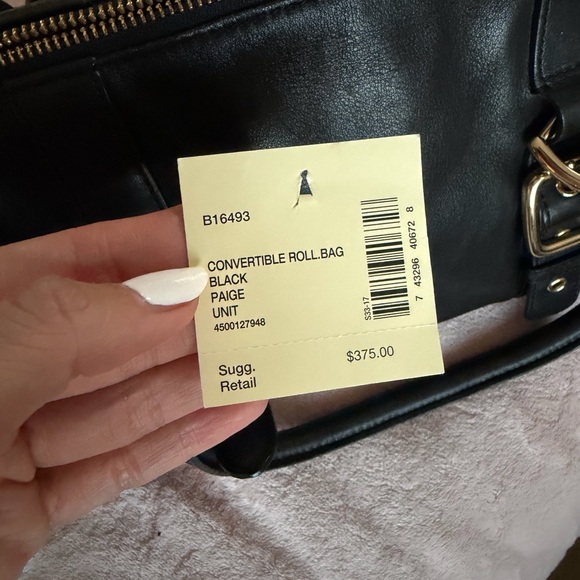 B16493
CONVERTIBLE ROLL.BAG
BLACK
PAIGE
UNIT
4500127948
S33-17
7 43296 40672 8
Sugg.
Retail
$375.00